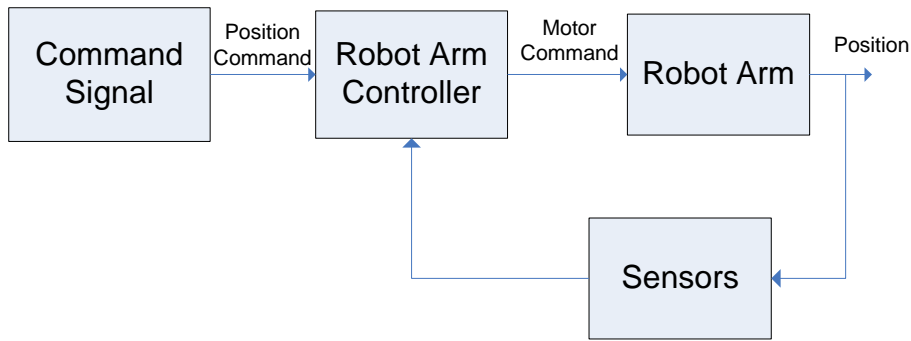 Command
Signal
Position
Command
Robot Arm
Controller
Motor
Command
Robot Arm
Position
Sensors